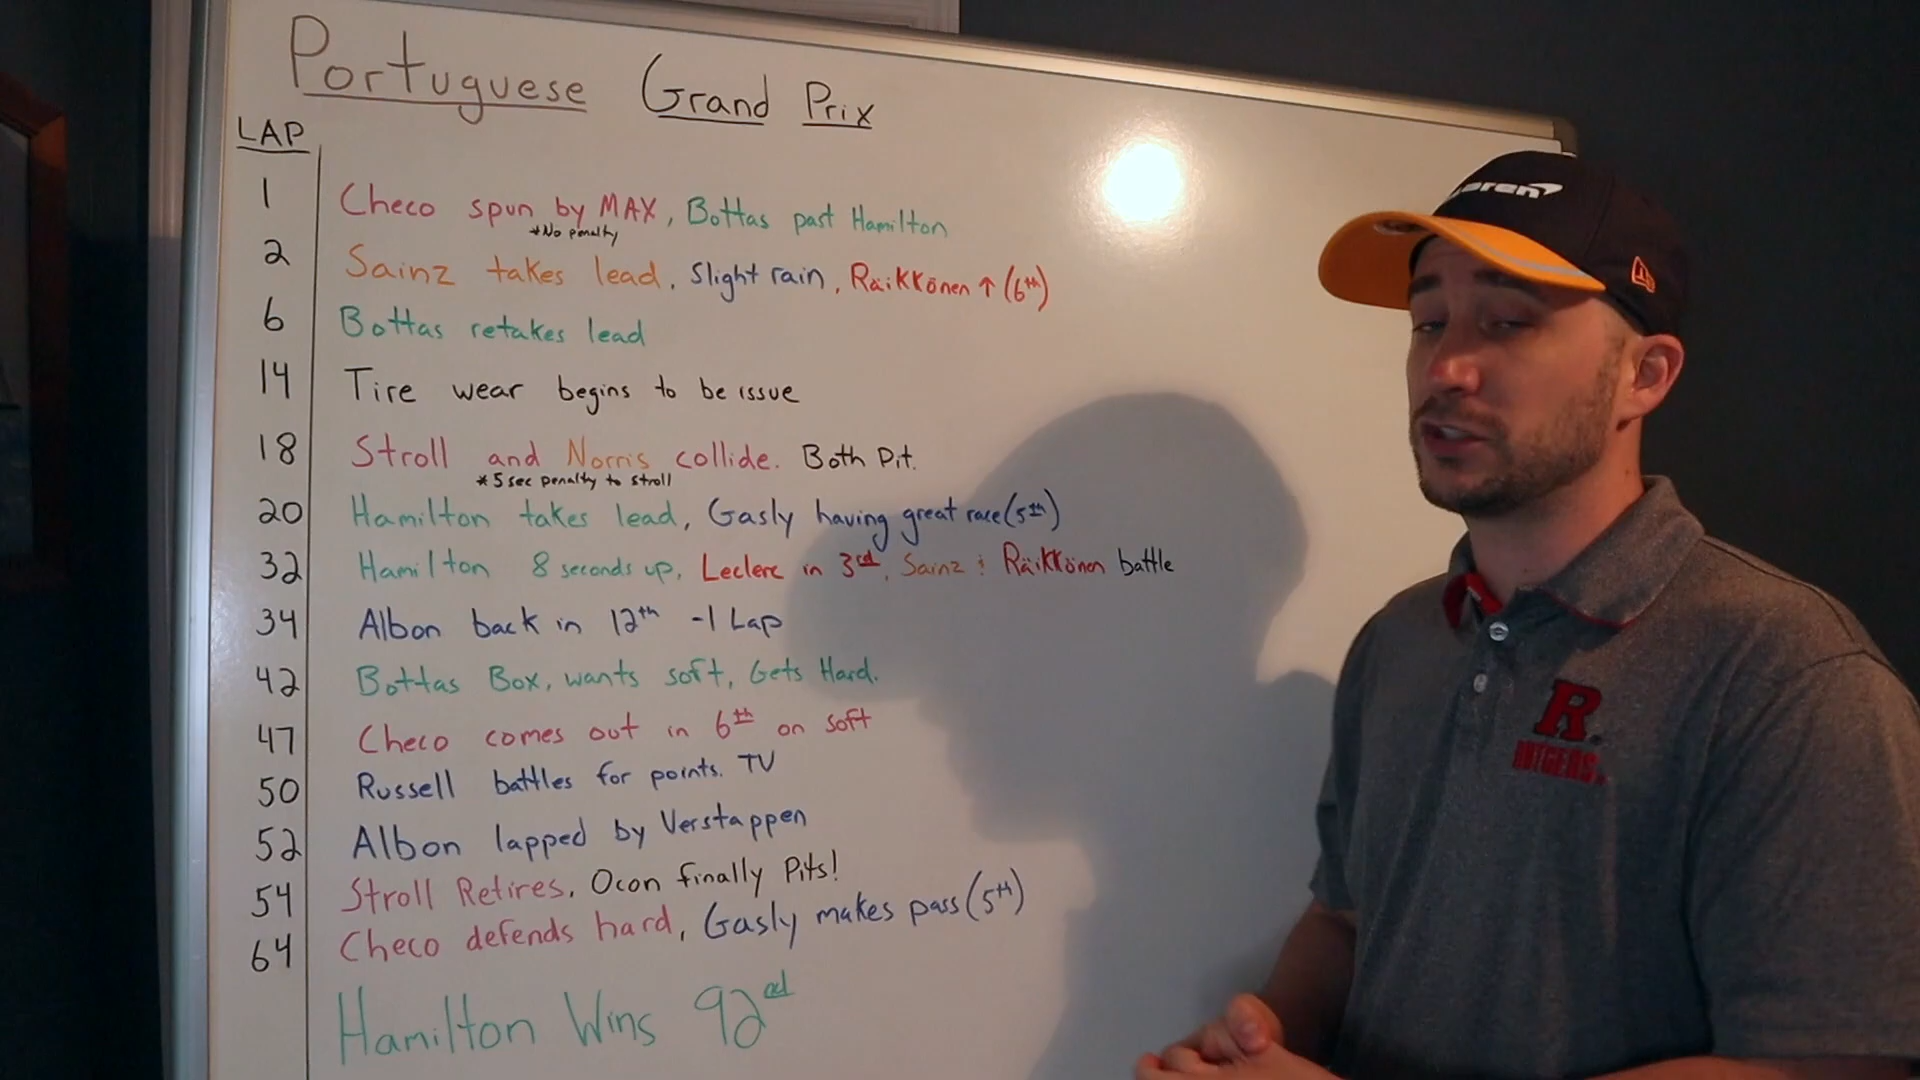 Portuguese Grand Prix
LAP
1 Checo spun by MAX, Bottas past Hamilton
*No penalty
2 Sainz takes lead, Slight rain, Räikkönen ↑ (6th)
6 Bottas retakes lead
14 Tire wear begins to be issue
18 Stroll and Norris collide. Both Pit.
*5 sec penalty to stroll
20 Hamilton takes lead, Gasly having great race (5th)
32 Hamilton 8 seconds up, Leclerc in 3rd, Sainz & Räikkönen battle
34 Albon back in 12th -1 Lap
42 Bottas Box, wants soft, Gets Hard.
47 Checo comes out in 6th on soft
50 Russell battles for points. TV
52 Albon lapped by Verstappen
54 Stroll Retires, Ocon finally Pits!
64 Checo defends hard, Gasly makes pass (5th)
Hamilton Wins 92nd
R
RUTGERS